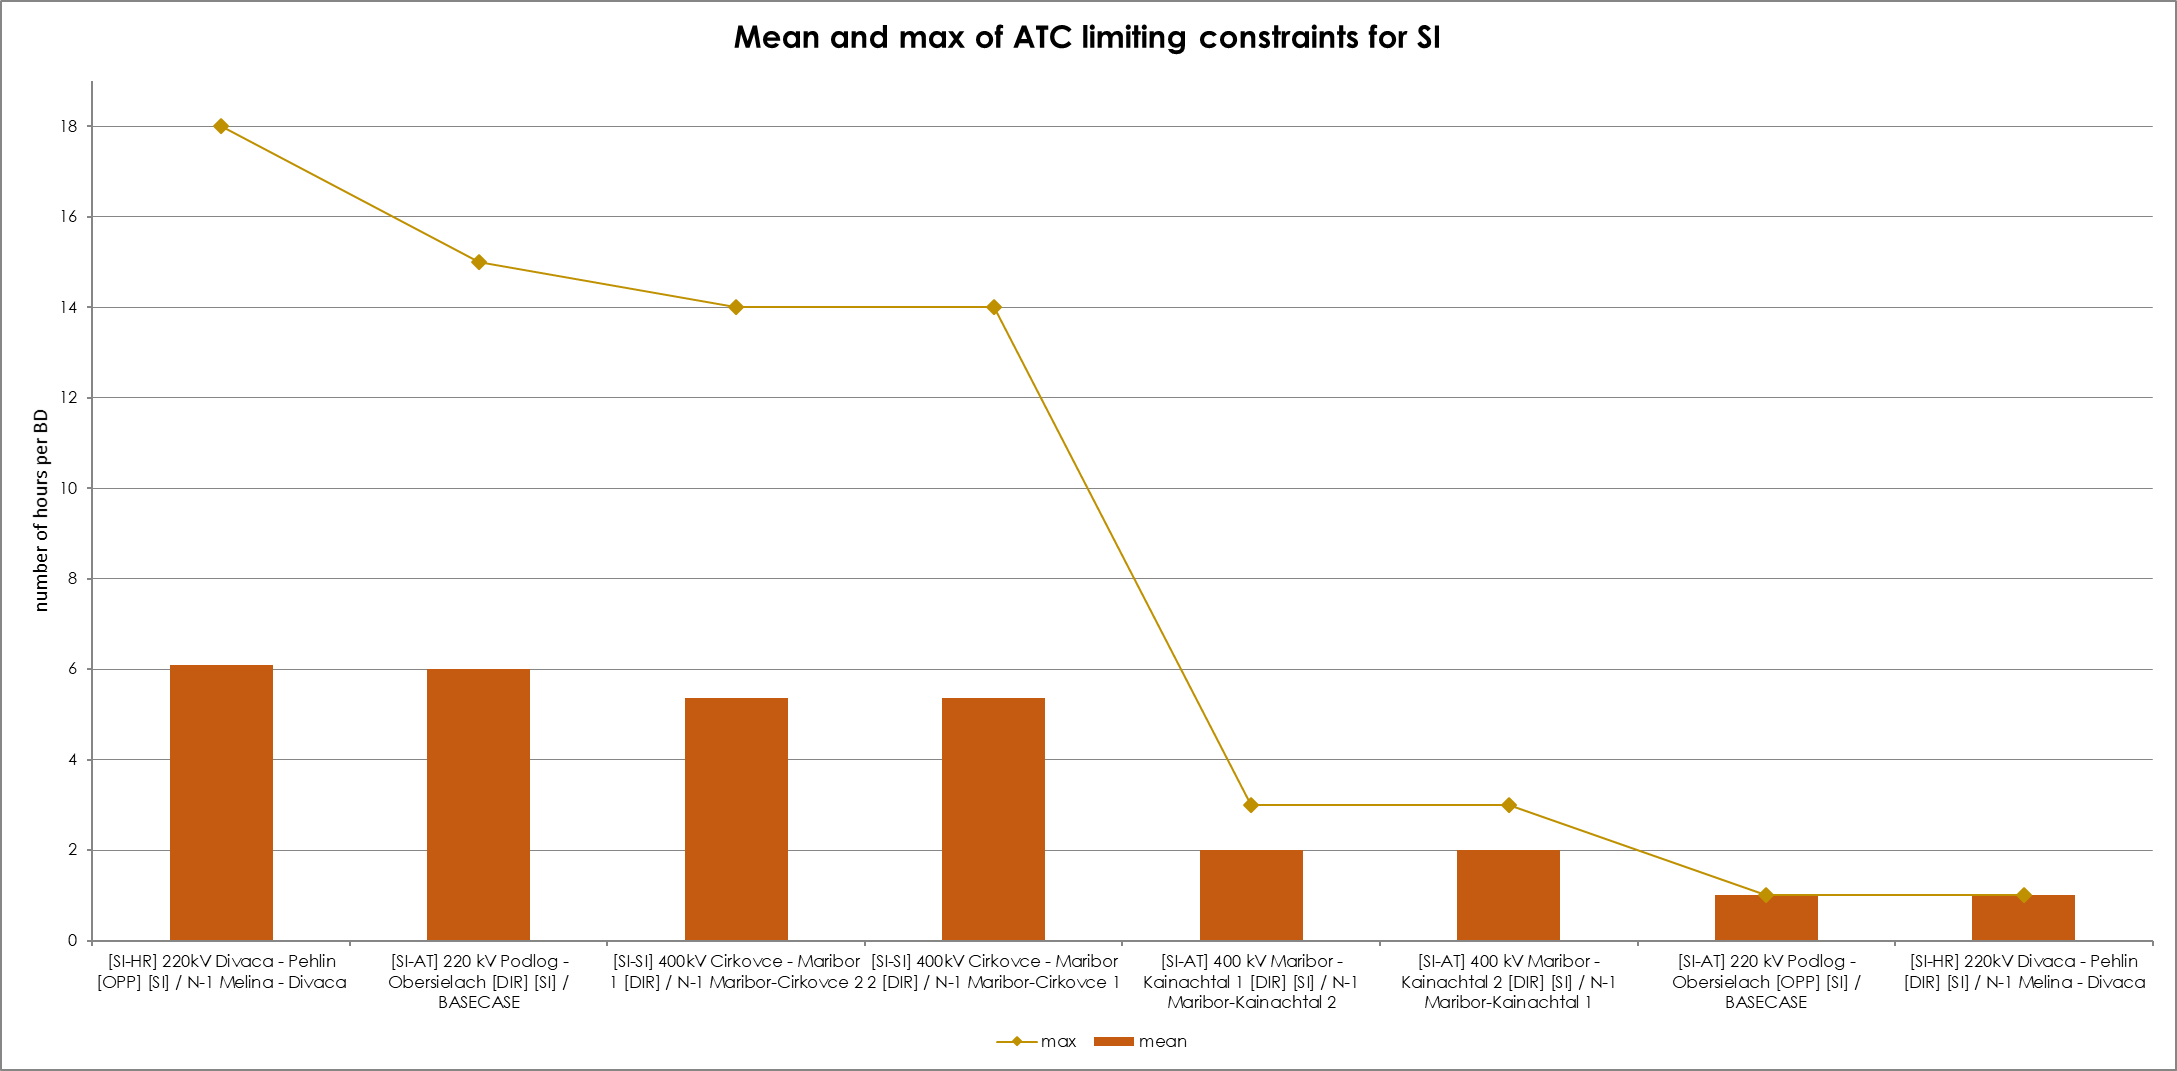 Mean and max of ATC limiting constraints for SI
number of hours per BD
18
16
14
12
10
8
6
4
2
0
[SI-HR] 220kV Divaca - Pehlin
[OPP] [SI] / N-1 Melina - Divaca
[SI-AT] 220 kV Podlog -
Obersielach [DIR] [SI] /
BASECASE
[SI-SI] 400kV Cirkovce - Maribor
1 [DIR] / N-1 Maribor-Cirkovce 2
[SI-SI] 400kV Cirkovce - Maribor
2 [DIR] / N-1 Maribor-Cirkovce 1
[SI-AT] 400 kV Maribor -
Kainachtal 1 [DIR] [SI] / N-1
Maribor-Kainachtal 2
[SI-AT] 400 kV Maribor -
Kainachtal 2 [DIR] [SI] / N-1
Maribor-Kainachtal 1
[SI-AT] 220 kV Podlog -
Obersielach [OPP] [SI] /
BASECASE
[SI-HR] 220kV Divaca - Pehlin
[DIR] [SI] / N-1 Melina - Divaca
max
mean